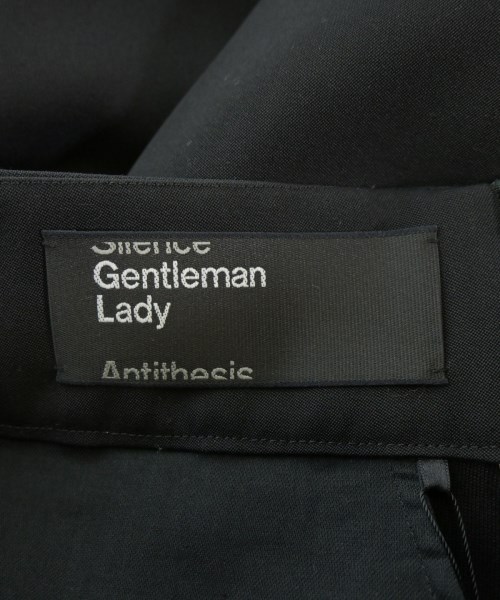 Silence
Gentleman
Lady
Antithesis